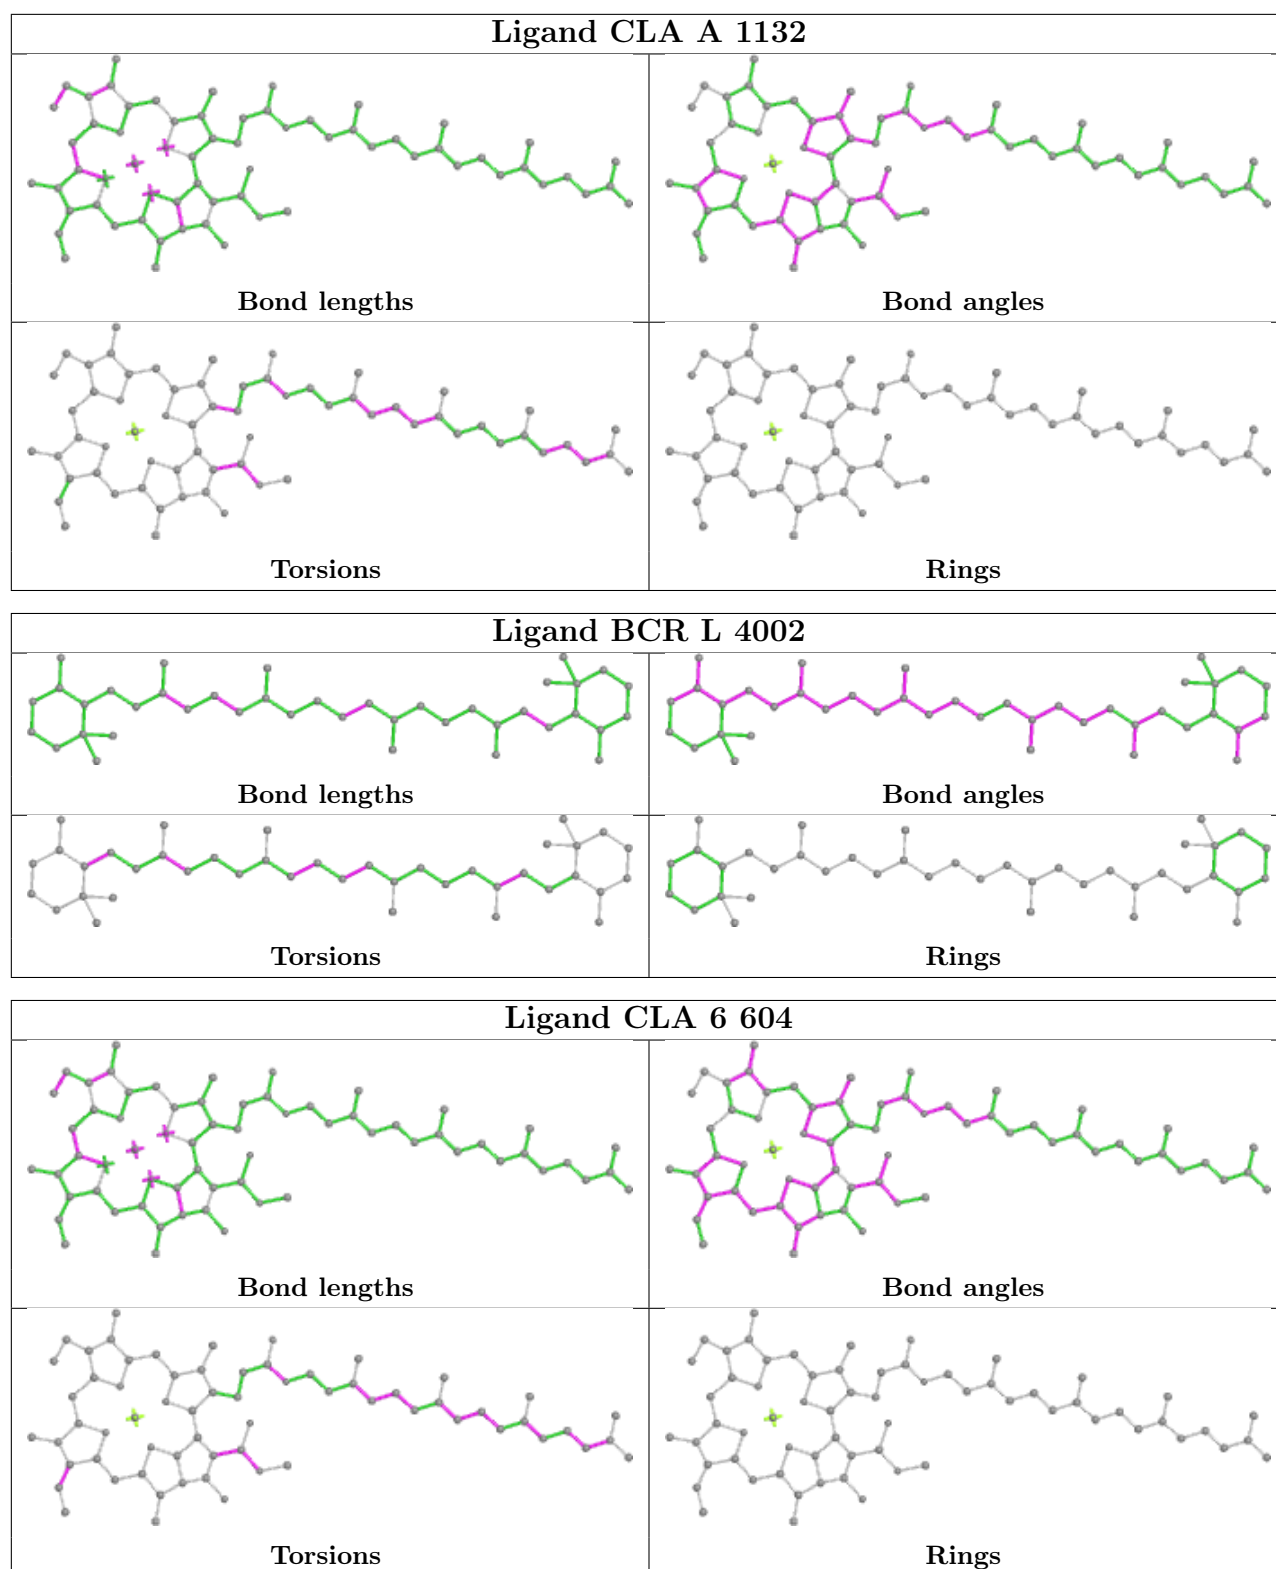 Ligand CLA A 1132
Bond lengths
Bond angles
Torsions
Rings
Ligand BCR L 4002
Bond lengths
Bond angles
Torsions
Rings
Ligand CLA 6 604
Bond lengths
Bond angles
Torsions
Rings